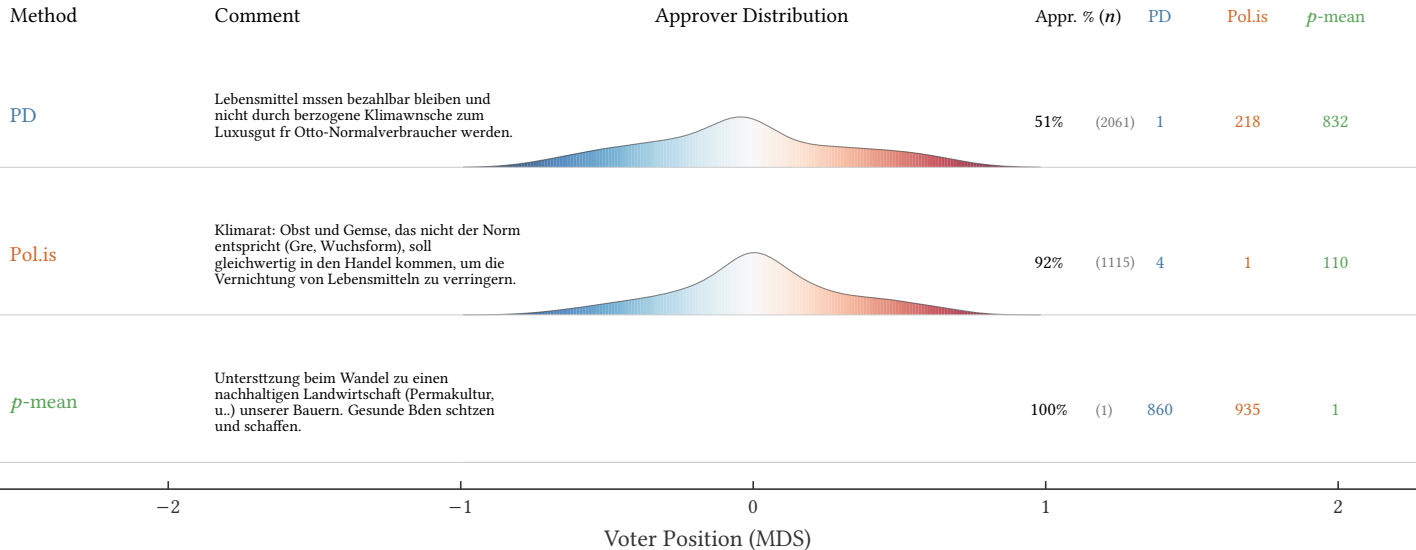 Method Comment Approver Distribution Appr. % (n) PD Pol.is p-mean
PD
Lebensmittel mssen bezahlbar bleiben und
nicht durch berzogene Klimawnsche zum
Luxusgut fr Otto-Normalverbraucher werden.
51% (2061) 1 218 832
Pol.is
Klimarat: Obst und Gemse, das nicht der Norm
entspricht (Gre, Wuchsform), soll
gleichwertig in den Handel kommen, um die
Vernichtung von Lebensmitteln zu verringern.
92% (1115) 4 1 110
p-mean
Untersttzung beim Wandel zu einen
nachhaltigen Landwirtschaft (Permakultur,
u..) unserer Bauern. Gesunde Bden schtzen
und schaffen.
100% (1) 860 935 1
−2 −1 0 1 2
Voter Position (MDS)